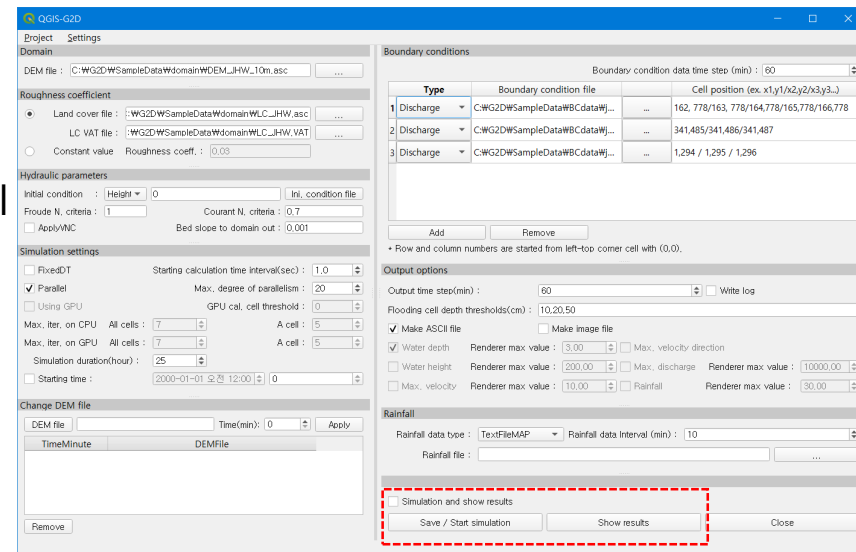 QGIS-G2D
Project Settings
Domain
DEM file : C:₩G2D₩SampleData₩domain₩DEM_JHW_10m.asc ...
Roughness coefficient
Land cover file : :₩G2D₩SampleData₩domain₩LC_JHW.asc ...
LC VAT file : :₩G2D₩SampleData₩domain₩LC_JHW.VAT ...
Constant value Roughness coeff. : 0.03
Hydraulic parameters
Initial condition : Height 0 Ini. condition file
Froude N. criteria : 1 Courant N. criteria : 0.7
ApplyVNC Bed slope to domain out : 0.001
Simulation settings
FixedDT Starting calculation time interval(sec) : 1.0
Parallel Max. degree of parallelism : 20
Using GPU GPU cal. cell threshold : 0
Max. iter. on CPU All cells : 7 A cell : 5
Max. iter. on GPU All cells : 7 A cell : 5
Simulation duration(hour) : 25
Starting time : 2000-01-01 오전 12:00 0
Change DEM file
DEM file Time(min): 0 Apply
TimeMinute DEMFile
Remove
Boundary conditions
Boundary condition data time step (min) : 60
Type Boundary condition file Cell position (ex. x1,y1/x2,y2/x3,y3...)
1 Discharge C:₩G2D₩SampleData₩BCdata₩j... ... 162, 778/163, 778/164,778/165,778/166,778
2 Discharge C:₩G2D₩SampleData₩BCdata₩j... ... 341,485/341,486/341,487
3 Discharge C:₩G2D₩SampleData₩BCdata₩j... ... 1,294 / 1,295 / 1,296
Add Remove
* Row and column numbers are started from left-top corner cell with (0,0).
Output options
Output time step(min) : 60 Write log
Flooding cell depth thresholds(cm) : 10,20,50
Make ASCII file Make image file
Water depth Renderer max value : 3.00 Max. velocity direction
Water height Renderer max value : 200.00 Max. discharge Renderer max value : 10000.00
Max. velocity Renderer max value : 10.00 Rainfall Renderer max value : 30.00
Rainfall
Rainfall data type : TextFileMAP Rainfall data Interval (min) : 10
Rainfall file : ...
Simulation and show results
Save / Start simulation Show results Close